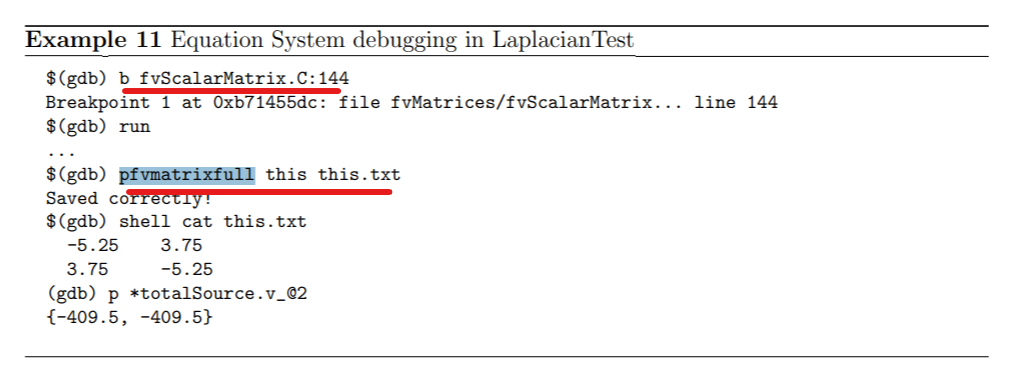 Example 11 Equation System debugging in LaplacianTest
$(gdb) b fvScalarMatrix.C:144
Breakpoint 1 at 0xb71455dc: file fvMatrices/fvScalarMatrix... line 144
$(gdb) run
...
$(gdb) pfvmatrixfull this this.txt
Saved correctly!
$(gdb) shell cat this.txt
-5.25 3.75
3.75 -5.25
(gdb) p *totalSource.v_@2
{-409.5, -409.5}